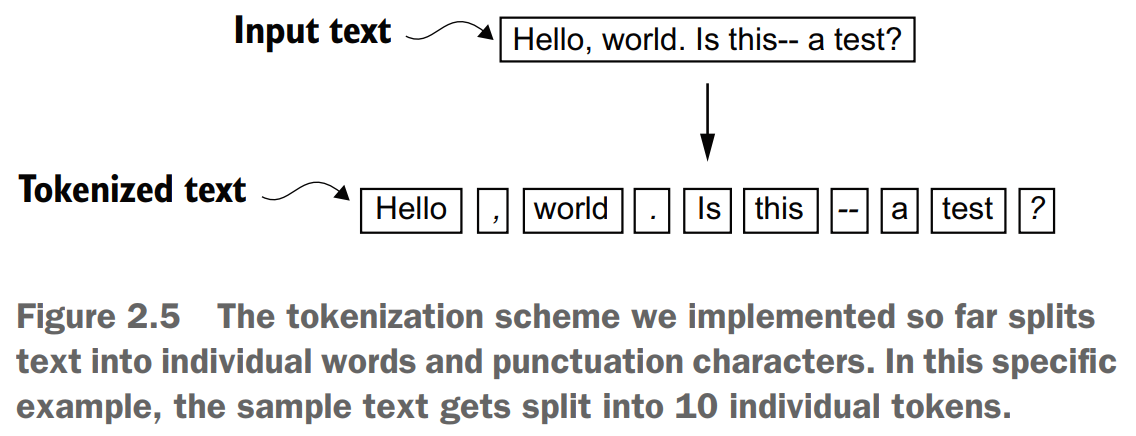 Input text
Hello, world. Is this-- a test?
Tokenized text
Hello , world . Is this -- a test ?
Figure 2.5 The tokenization scheme we implemented so far splits
text into individual words and punctuation characters. In this specific
example, the sample text gets split into 10 individual tokens.